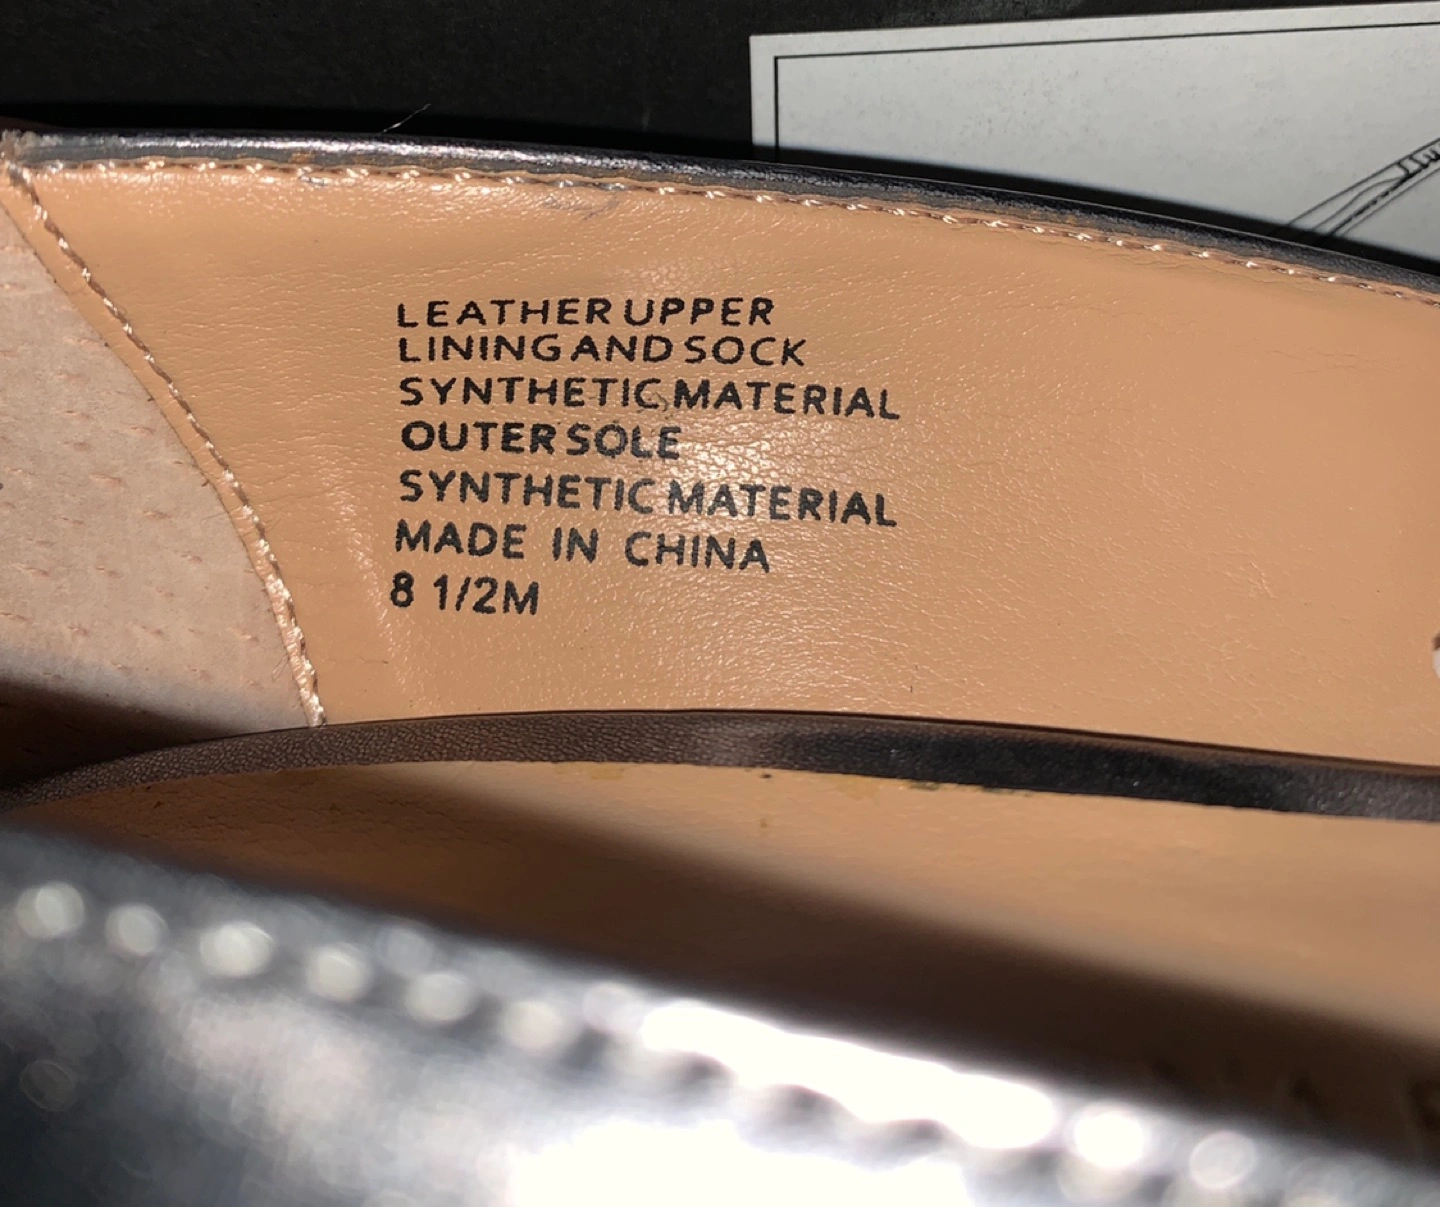 LEATHER UPPER
LINING AND SOCK
SYNTHETIC MATERIAL
OUTER SOLE
SYNTHETIC MATERIAL
MADE IN CHINA
8 1/2M